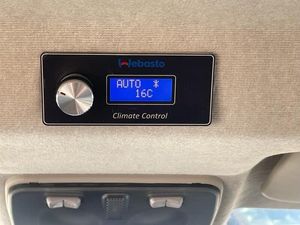 Webasto
AUTO *
16C
Climate Control